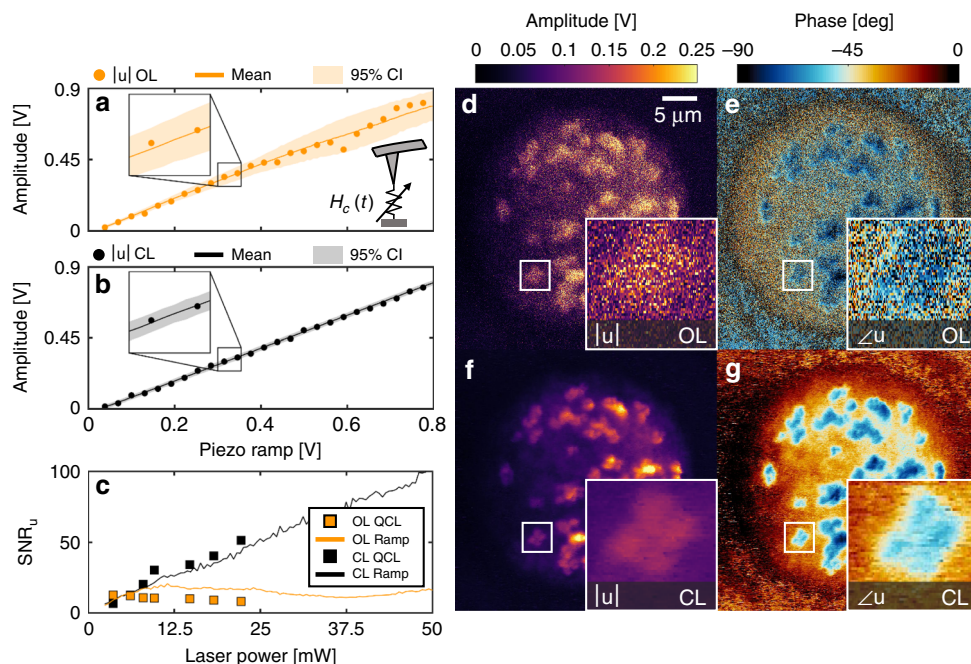 Amplitude [V]
0 0.05 0.1 0.15 0.2 0.25
Phase [deg]
−90 −45 0
|u| OL Mean 95% CI
a
0.9
0.45
0
Amplitude [V]
H_c (t)
|u| CL Mean 95% CI
b
0.9
0.45
0
Amplitude [V]
0 0.2 0.4 0.6 0.8
Piezo ramp [V]
c
100
50
0
SNR_u
OL QCL
OL Ramp
CL QCL
CL Ramp
0 12.5 25 37.5 50
Laser power [mW]
d
5 μm
|u| OL
e
∠u OL
f
|u| CL
g
∠u CL